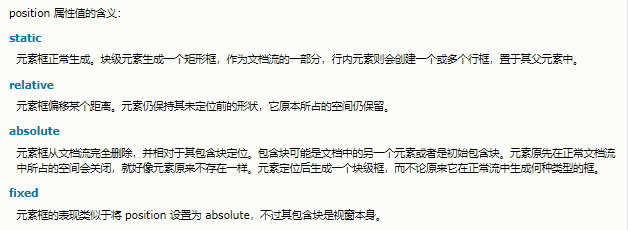 position 属性值的含义：
static
元素框正常生成。块级元素生成一个矩形框，作为文档流的一部分，行内元素则会创建一个或多个行框，置于其父元素中。
relative
元素框偏移某个距离。元素仍保持其未定位前的形状，它原本所占的空间仍保留。
absolute
元素框从文档流完全删除，并相对于其包含块定位。包含块可能是文档中的另一个元素或者是初始包含块。元素原先在正常文档流
中所占的空间会关闭，就好像元素原来不存在一样。元素定位后生成一个块级框，而不论原来它在正常流中生成何种类型的框。
fixed
元素框的表现类似于将 position 设置为 absolute，不过其包含块是视窗本身。